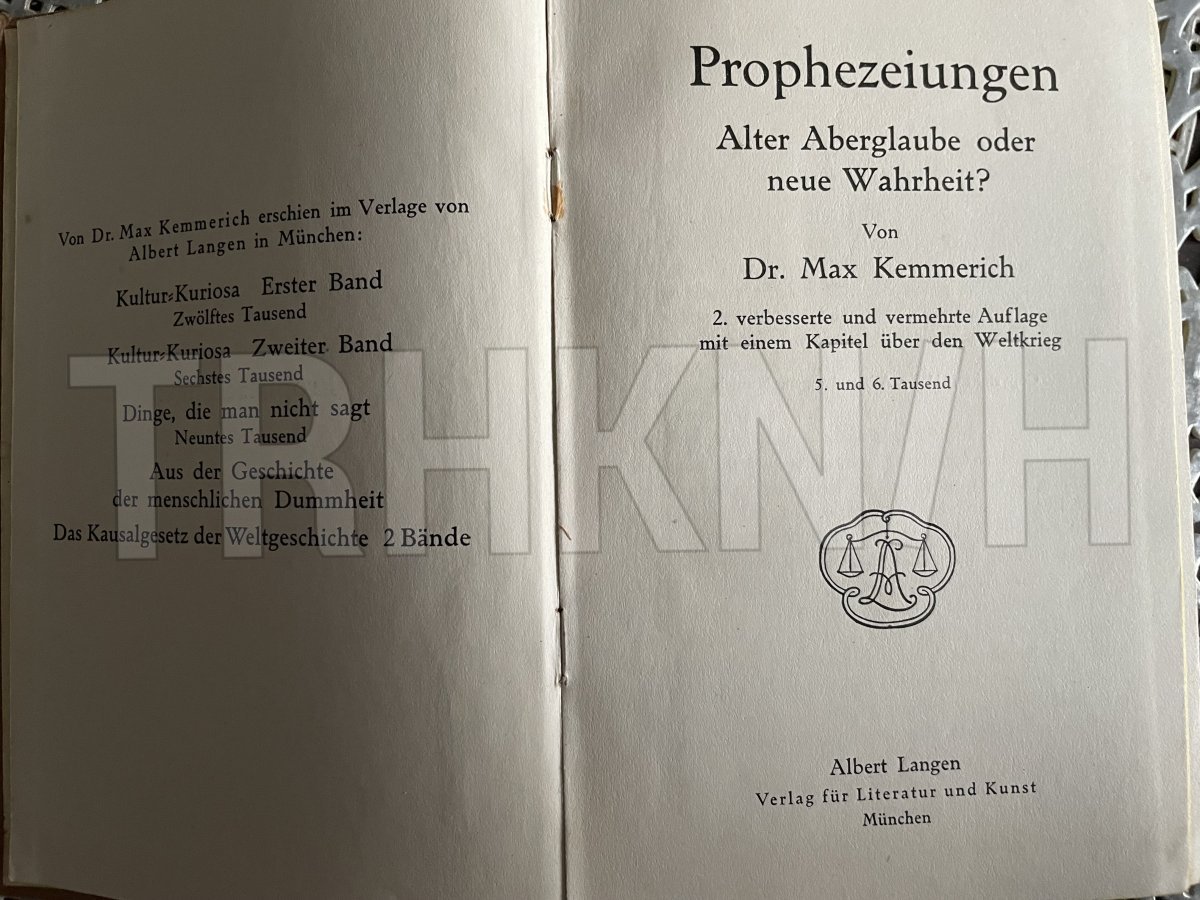 Von Dr. Max Kemmerich erschien im Verlage von
Albert Langen in München:
Kultur=Kuriosa Erster Band
Zwölftes Tausend
Kultur=Kuriosa Zweiter Band
Sechstes Tausend
Dinge, die man nicht sagt
Neuntes Tausend
Aus der Geschichte
der menschlichen Dummheit
Das Kausalgesetz der Weltgeschichte 2 Bände
Prophezeiungen
Alter Aberglaube oder
neue Wahrheit?
Von
Dr. Max Kemmerich
2. verbesserte und vermehrte Auflage
mit einem Kapitel über den Weltkrieg
5. und 6. Tausend
AL
Albert Langen
Verlag für Literatur und Kunst
München
TRHKN/H